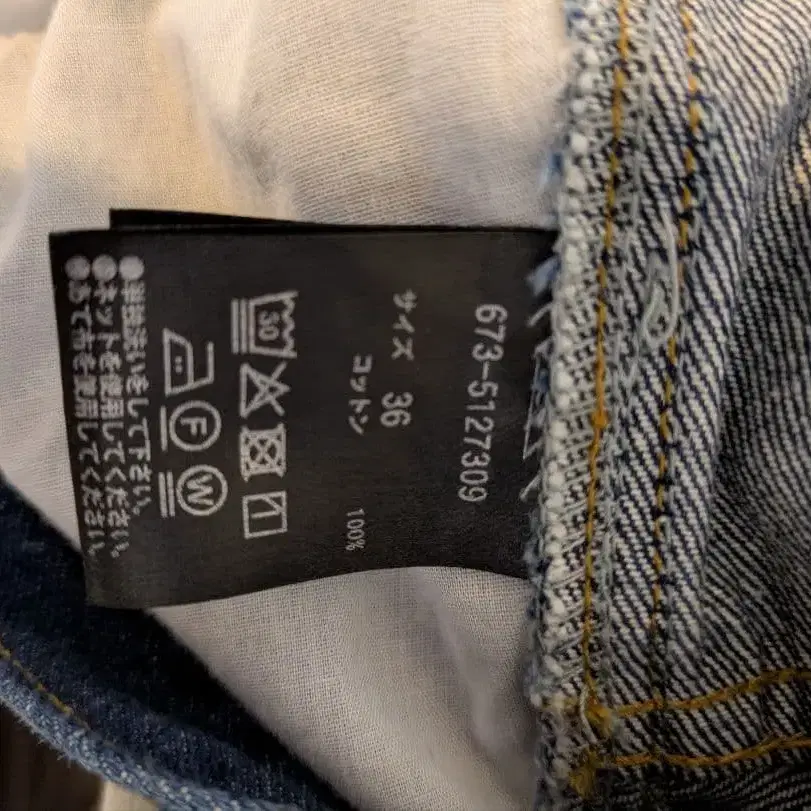 673-5127309
サイズ 36
コットン 100%
30
F W
●単独洗いをして下さい。
●ネットを使用してください。
●あて布を使用してください。